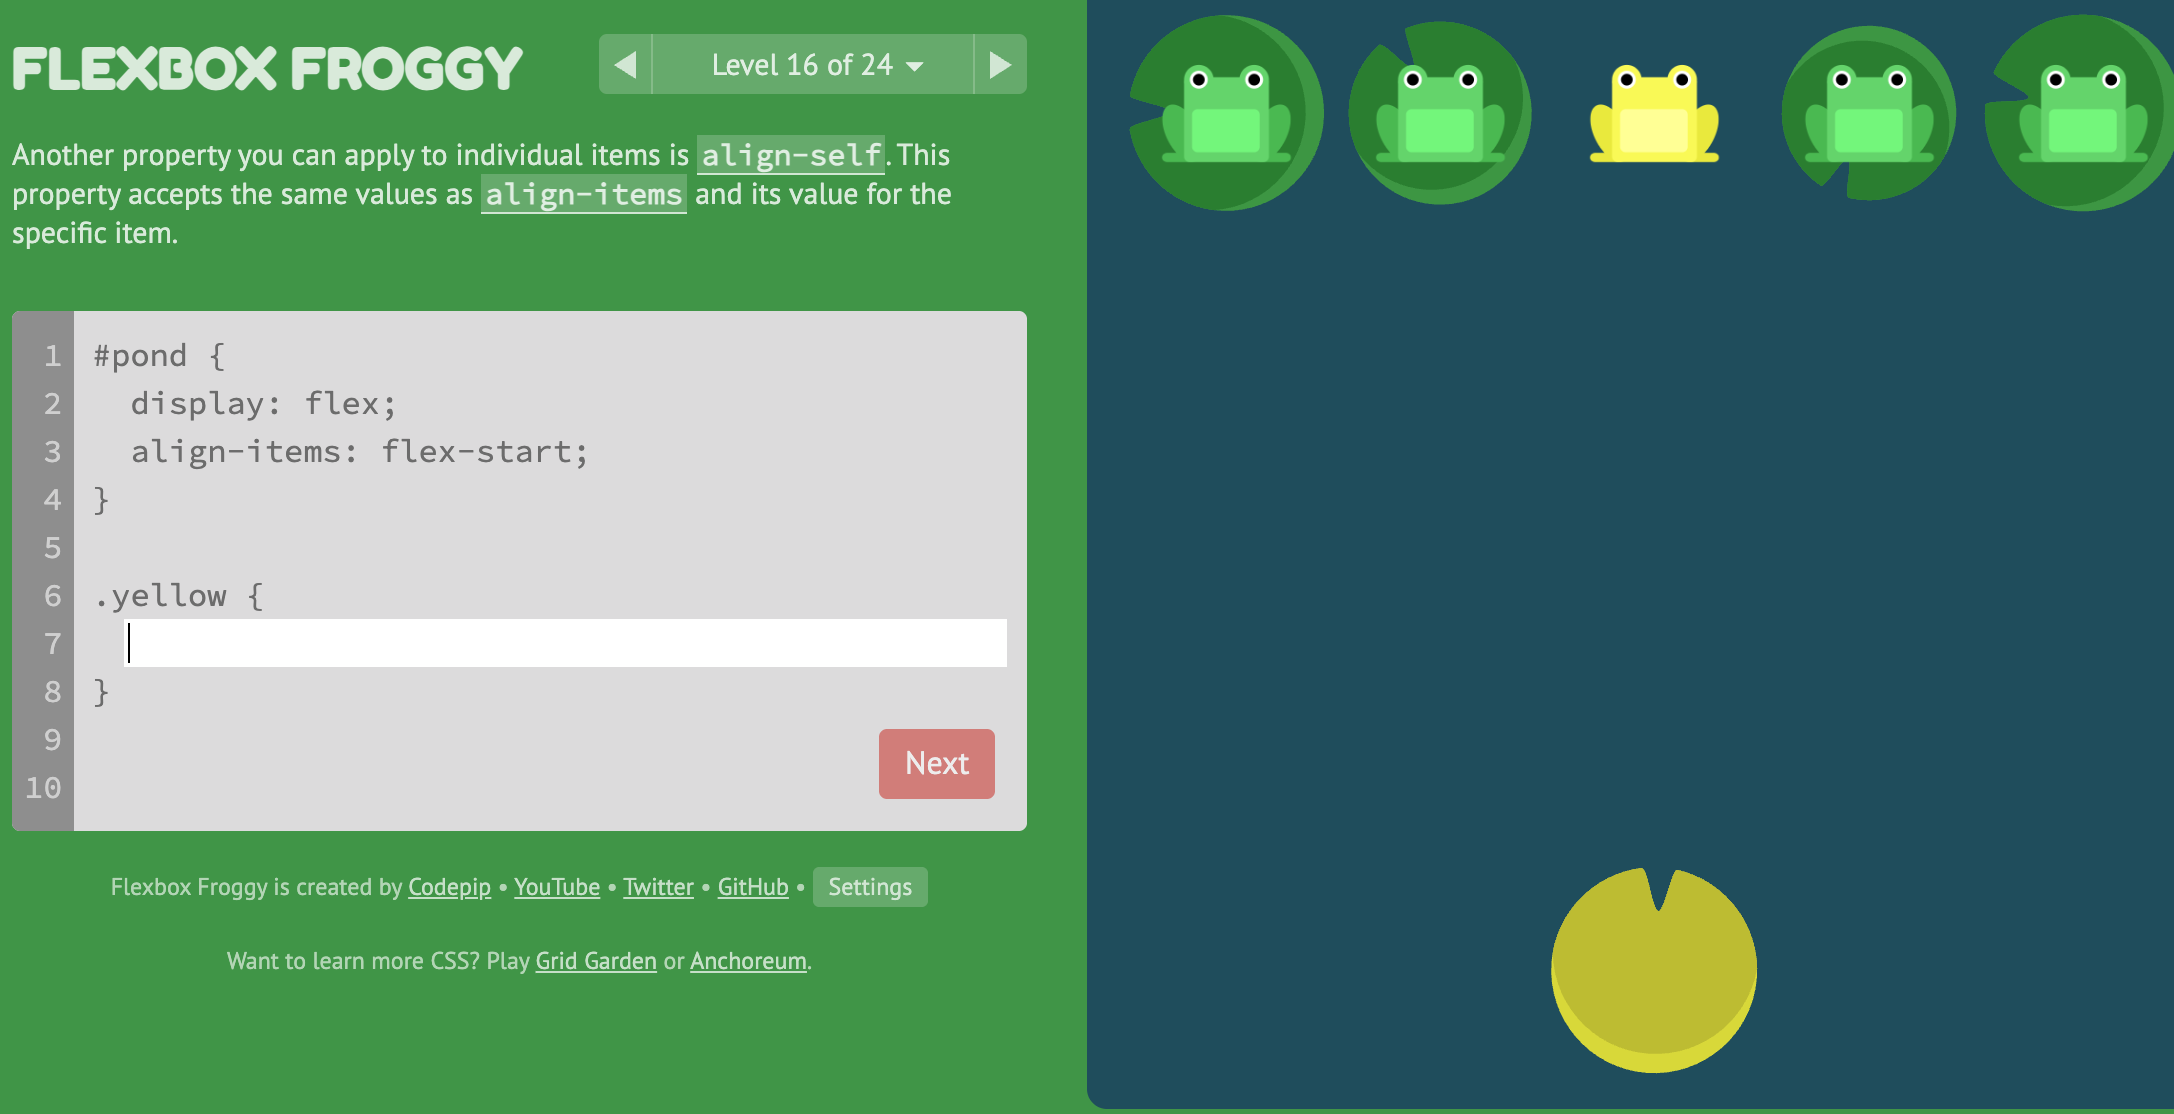 FLEXBOX FROGGY
Level 16 of 24
Another property you can apply to individual items is align-self. This
property accepts the same values as align-items and its value for the
specific item.
1 #pond {
2 display: flex;
3 align-items: flex-start;
4 }
5
6 .yellow {
7
8 }
9
10
Next
Flexbox Froggy is created by Codepip • YouTube • Twitter • GitHub • Settings
Want to learn more CSS? Play Grid Garden or Anchoreum.